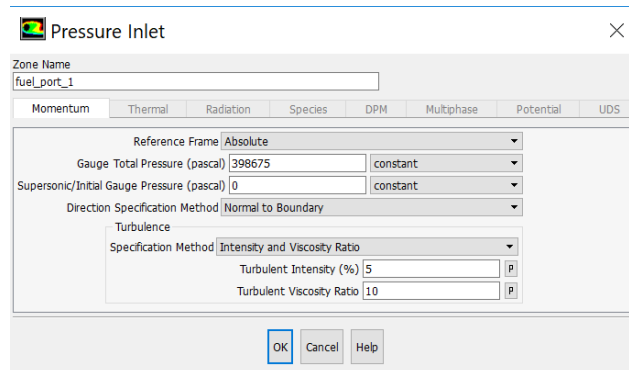 Pressure Inlet
Zone Name
fuel_port_1
Momentum Thermal Radiation Species DPM Multiphase Potential UDS
Reference Frame Absolute
Gauge Total Pressure (pascal) 398675 constant
Supersonic/Initial Gauge Pressure (pascal) 0 constant
Direction Specification Method Normal to Boundary
Turbulence
Specification Method Intensity and Viscosity Ratio
Turbulent Intensity (%) 5 P
Turbulent Viscosity Ratio 10 P
OK Cancel Help